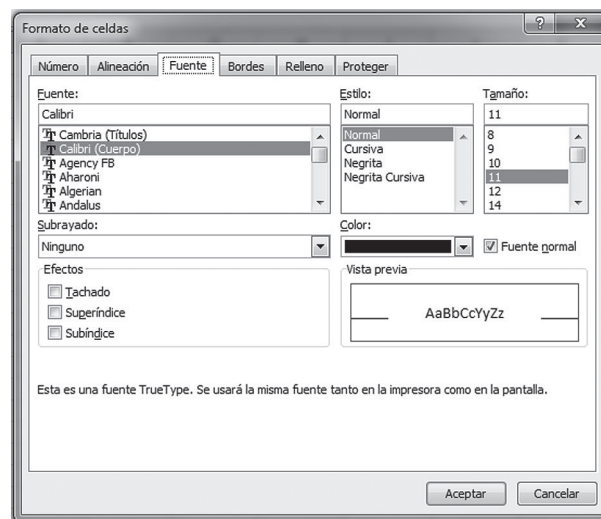 Formato de celdas
Número Alineación Fuente Bordes Relleno Proteger
Fuente: Estilo: Tamaño:
Calibri Normal 11
Cambria (Títulos) Normal 8
Calibri (Cuerpo) Cursiva 9
Agency FB Negrita 10
Aharoni Negrita Cursiva 11
Algerian 12
Andalus 14
Subrayado: Color:
Ninguno Fuente normal
Efectos Vista previa
Tachado
Superíndice AaBbCcYyZz
Subíndice
Esta es una fuente TrueType. Se usará la misma fuente tanto en la impresora como en la pantalla.
Aceptar Cancelar